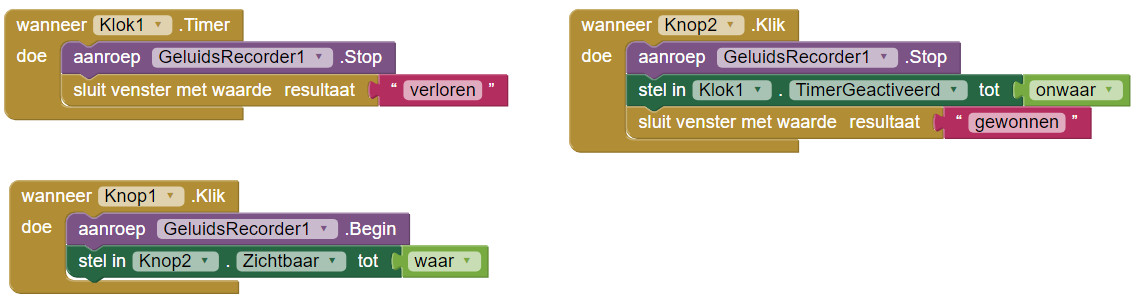 wanneer Klok1 .Timer
doe aanroep GeluidsRecorder1 .Stop
sluit venster met waarde resultaat “ verloren ”
wanneer Knop2 .Klik
doe aanroep GeluidsRecorder1 .Stop
stel in Klok1 . TimerGeactiveerd tot onwaar
sluit venster met waarde resultaat “ gewonnen ”
wanneer Knop1 .Klik
doe aanroep GeluidsRecorder1 .Begin
stel in Knop2 . Zichtbaar tot waar